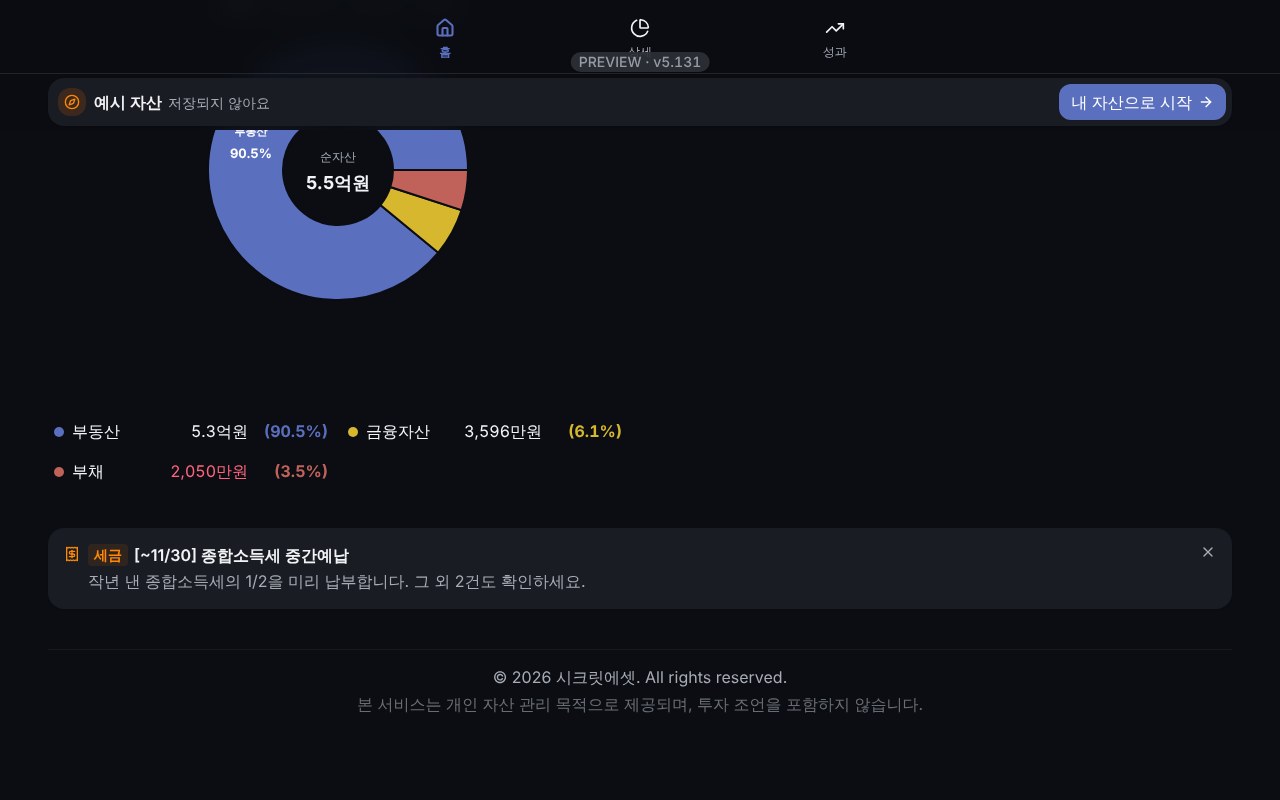 홈
상세
성과
PREVIEW · v5.131
예시 자산 저장되지 않아요
내 자산으로 시작
부동산
90.5%
순자산
5.5억원
부동산 5.3억원 (90.5%) 금융자산 3,596만원 (6.1%)
부채 2,050만원 (3.5%)
세금 [~11/30] 종합소득세 중간예납
작년 낸 종합소득세의 1/2을 미리 납부합니다. 그 외 2건도 확인하세요.
© 2026 시크릿에셋. All rights reserved.
본 서비스는 개인 자산 관리 목적으로 제공되며, 투자 조언을 포함하지 않습니다.